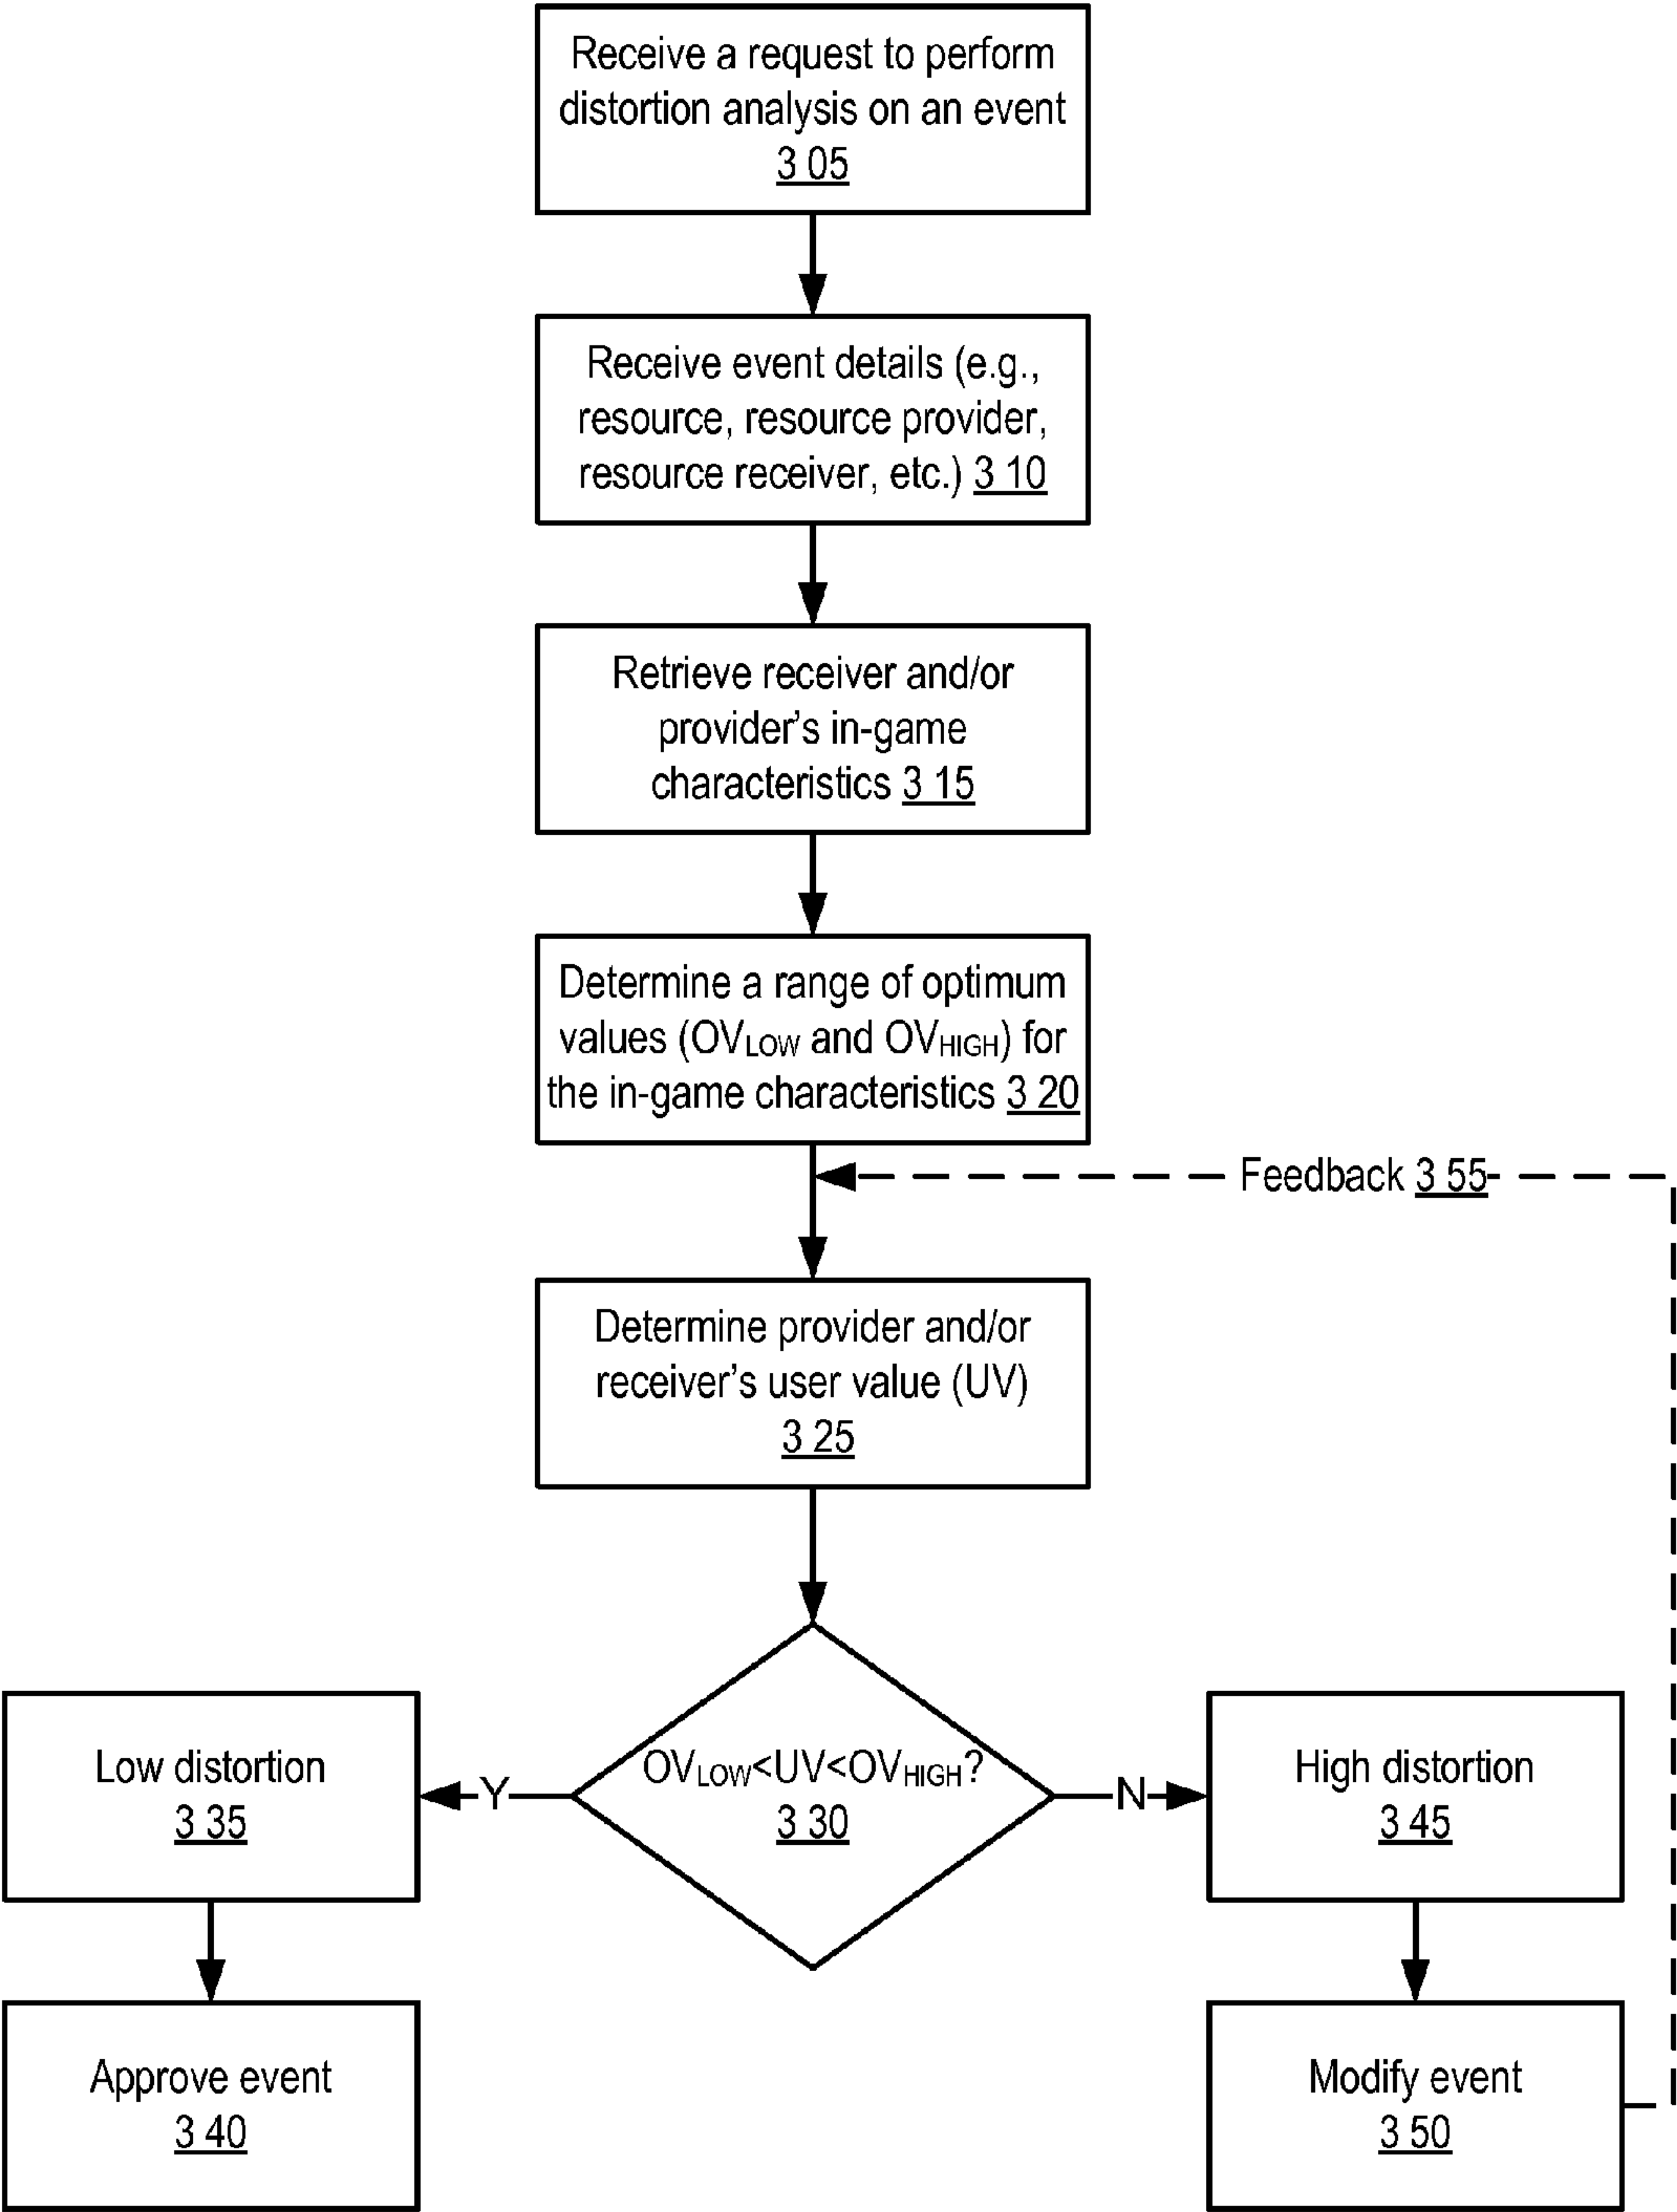 Receive a request to perform
distortion analysis on an event
3 05
Receive event details (e.g.,
resource, resource provider,
resource receiver, etc.) 3 10
Retrieve receiver and/or
provider's in-game
characteristics 3 15
Determine a range of optimum
values (OVLOW and OVHIGH) for
the in-game characteristics 3 20
Feedback 3 55
Determine provider and/or
receiver's user value (UV)
3 25
OVLOW<UV<OVHIGH?
3 30
Y
N
Low distortion
3 35
High distortion
3 45
Approve event
3 40
Modify event
3 50